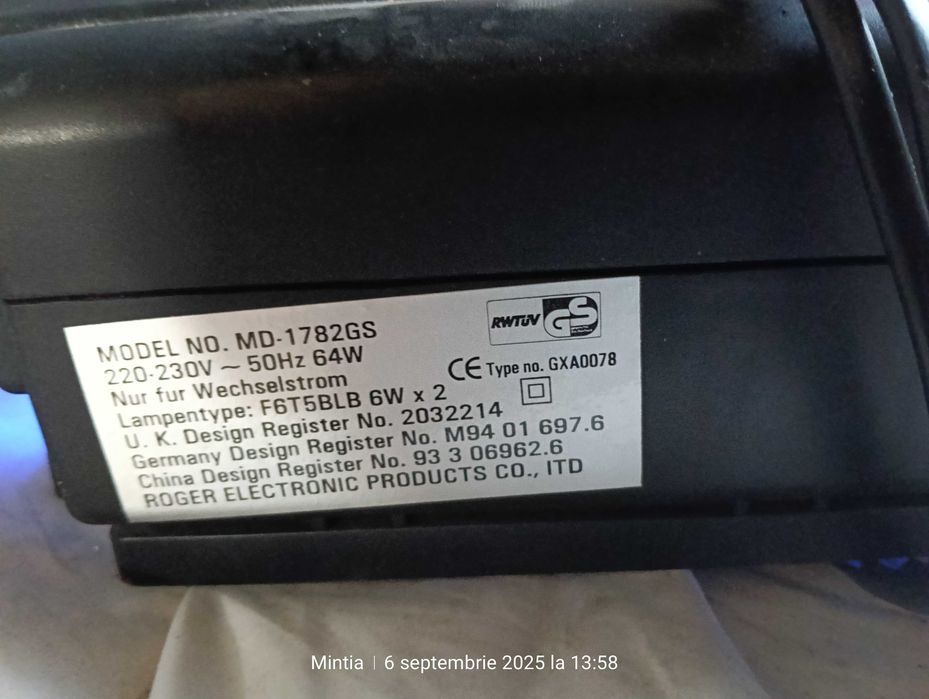 MODEL NO. MD-1782GS
220-230V ~ 50Hz 64W
Nur fur Wechselstrom
Lampentype: F6T5BLB 6W x 2
U. K. Design Register No. 2032214
Germany Design Register No. M94 01 697.6
China Design Register No. 93 3 06962.6
ROGER ELECTRONIC PRODUCTS CO., ITD
RWTÜV GS
CE Type no. GXA0078
Mintia | 6 septembrie 2025 la 13:58